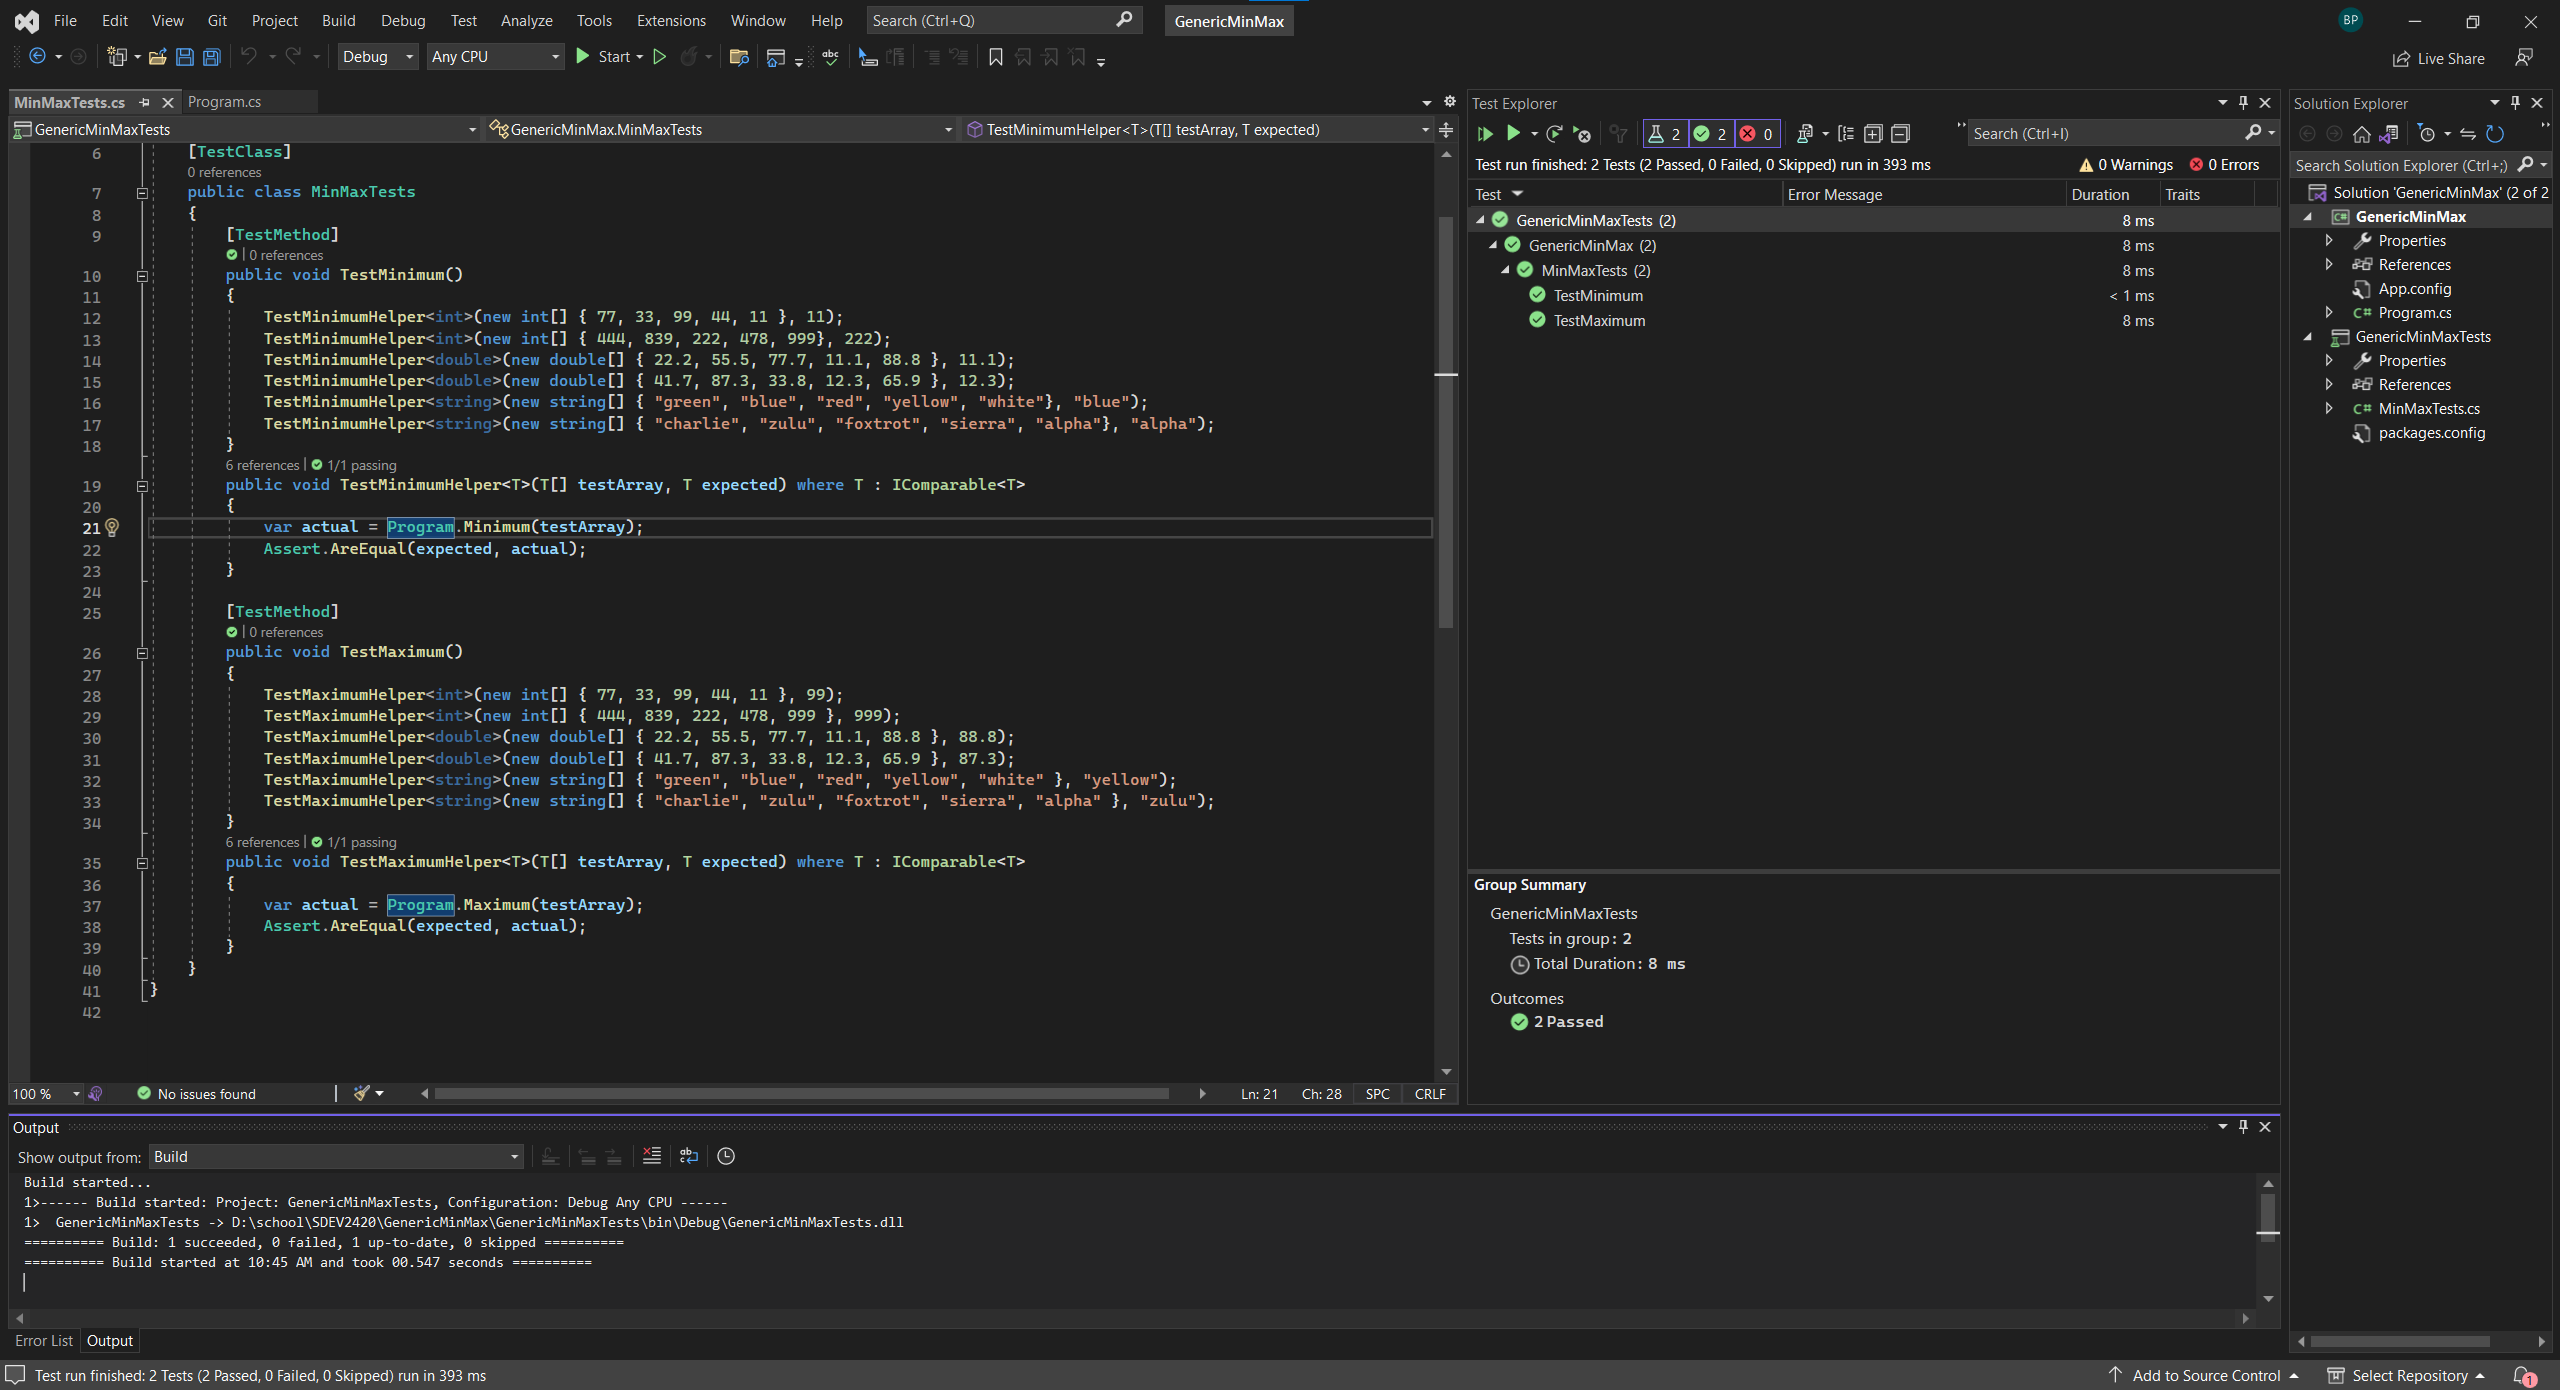 File Edit View Git Project Build Debug Test Analyze Tools Extensions Window Help Search (Ctrl+Q) GenericMinMax BP
Debug Any CPU Start abc Live Share
MinMaxTests.cs Program.cs
GenericMinMaxTests GenericMinMax.MinMaxTests TestMinimumHelper<T>(T[] testArray, T expected)
6 [TestClass]
0 references
7 public class MinMaxTests
8 {
9 [TestMethod]
| 0 references
10 public void TestMinimum()
11 {
12 TestMinimumHelper<int>(new int[] { 77, 33, 99, 44, 11 }, 11);
13 TestMinimumHelper<int>(new int[] { 444, 839, 222, 478, 999}, 222);
14 TestMinimumHelper<double>(new double[] { 22.2, 55.5, 77.7, 11.1, 88.8 }, 11.1);
15 TestMinimumHelper<double>(new double[] { 41.7, 87.3, 33.8, 12.3, 65.9 }, 12.3);
16 TestMinimumHelper<string>(new string[] { "green", "blue", "red", "yellow", "white"}, "blue");
17 TestMinimumHelper<string>(new string[] { "charlie", "zulu", "foxtrot", "sierra", "alpha"}, "alpha");
18 }
6 references | 1/1 passing
19 public void TestMinimumHelper<T>(T[] testArray, T expected) where T : IComparable<T>
20 {
21 var actual = Program.Minimum(testArray);
22 Assert.AreEqual(expected, actual);
23 }
24
25 [TestMethod]
| 0 references
26 public void TestMaximum()
27 {
28 TestMaximumHelper<int>(new int[] { 77, 33, 99, 44, 11 }, 99);
29 TestMaximumHelper<int>(new int[] { 444, 839, 222, 478, 999 }, 999);
30 TestMaximumHelper<double>(new double[] { 22.2, 55.5, 77.7, 11.1, 88.8 }, 88.8);
31 TestMaximumHelper<double>(new double[] { 41.7, 87.3, 33.8, 12.3, 65.9 }, 87.3);
32 TestMaximumHelper<string>(new string[] { "green", "blue", "red", "yellow", "white" }, "yellow");
33 TestMaximumHelper<string>(new string[] { "charlie", "zulu", "foxtrot", "sierra", "alpha" }, "zulu");
34 }
6 references | 1/1 passing
35 public void TestMaximumHelper<T>(T[] testArray, T expected) where T : IComparable<T>
36 {
37 var actual = Program.Maximum(testArray);
38 Assert.AreEqual(expected, actual);
39 }
40 }
41 }
42
100 % No issues found Ln: 21 Ch: 28 SPC CRLF
Test Explorer
2 2 0 Search (Ctrl+I)
Test run finished: 2 Tests (2 Passed, 0 Failed, 0 Skipped) run in 393 ms 0 Warnings 0 Errors
Test Error Message Duration Traits
GenericMinMaxTests (2) 8 ms
GenericMinMax (2) 8 ms
MinMaxTests (2) 8 ms
TestMinimum < 1 ms
TestMaximum 8 ms
Group Summary
GenericMinMaxTests
Tests in group: 2
Total Duration: 8 ms
Outcomes
2 Passed
Solution Explorer
Search Solution Explorer (Ctrl+;)
Solution 'GenericMinMax' (2 of 2
GenericMinMax
Properties
References
App.config
C# Program.cs
GenericMinMaxTests
Properties
References
C# MinMaxTests.cs
packages.config
Output
Show output from: Build
Build started...
1>------ Build started: Project: GenericMinMaxTests, Configuration: Debug Any CPU ------
1>  GenericMinMaxTests -> D:\school\SDEV2420\GenericMinMax\GenericMinMaxTests\bin\Debug\GenericMinMaxTests.dll
========== Build: 1 succeeded, 0 failed, 1 up-to-date, 0 skipped ==========
========== Build started at 10:45 AM and took 00.547 seconds ==========
Error List Output
Test run finished: 2 Tests (2 Passed, 0 Failed, 0 Skipped) run in 393 ms Add to Source Control Select Repository 1